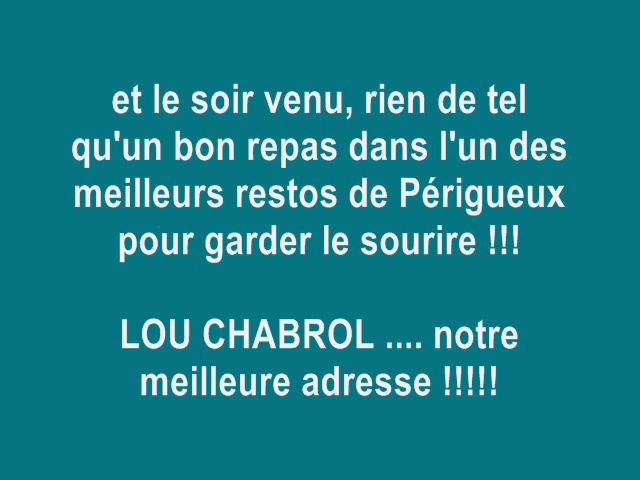 et le soir venu, rien de tel
qu'un bon repas dans l'un des
meilleurs restos de Périgueux
pour garder le sourire !!!
LOU CHABROL .... notre
meilleure adresse !!!!!